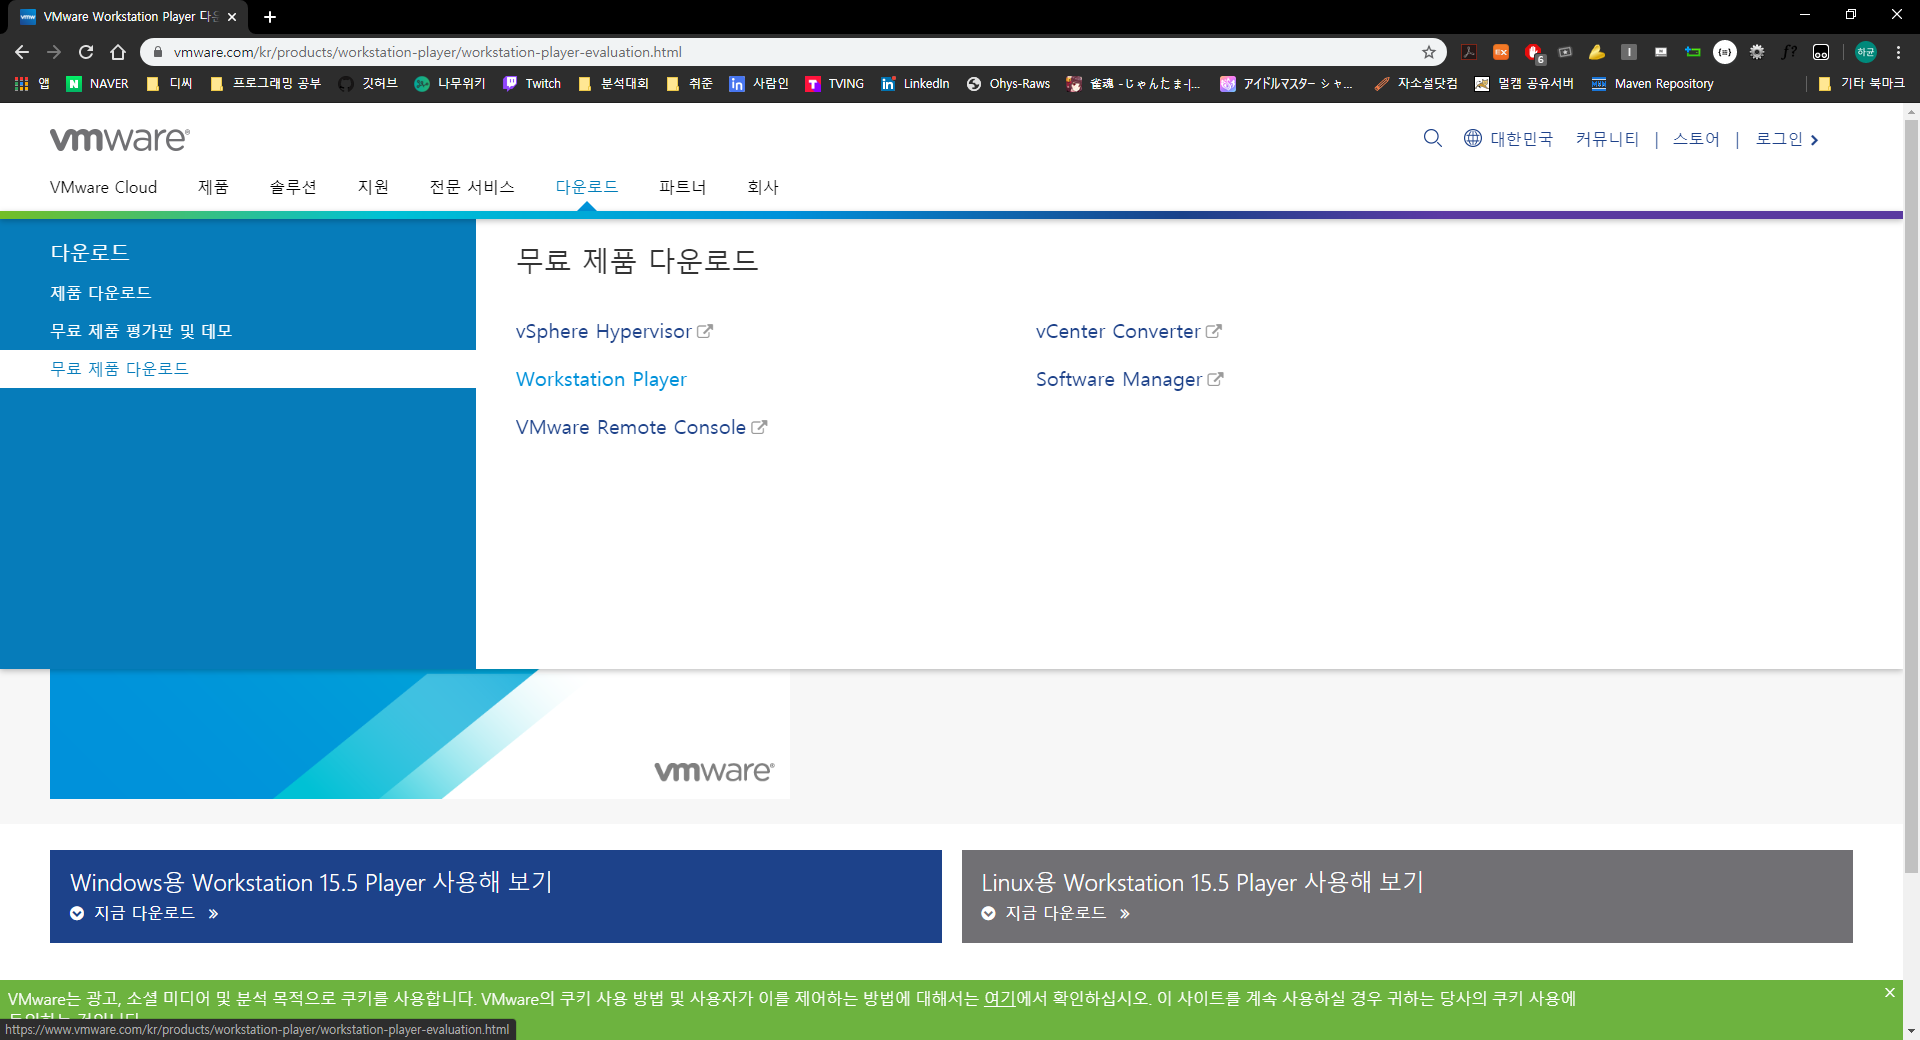 VMware Workstation Player 다운
vmware.com/kr/products/workstation-player/workstation-player-evaluation.html
앱 NAVER 디씨 프로그래밍 공부 깃허브 나무위키 Twitch 분석대회 취준 사람인 TVING LinkedIn Ohys-Raws 雀魂 -じゃんたま-|... アイドルマスター シャ... 자소설닷컴 멀캠 공유서버 Maven Repository 기타 북마크
vmware
대한민국 커뮤니티 | 스토어 | 로그인
VMware Cloud 제품 솔루션 지원 전문 서비스 다운로드 파트너 회사
다운로드
제품 다운로드
무료 제품 평가판 및 데모
무료 제품 다운로드
무료 제품 다운로드
vSphere Hypervisor vCenter Converter
Workstation Player Software Manager
VMware Remote Console
vmware
Windows용 Workstation 15.5 Player 사용해 보기
지금 다운로드 »
Linux용 Workstation 15.5 Player 사용해 보기
지금 다운로드 »
VMware는 광고, 소셜 미디어 및 분석 목적으로 쿠키를 사용합니다. VMware의 쿠키 사용 방법 및 사용자가 이를 제어하는 방법에 대해서는 여기에서 확인하십시오. 이 사이트를 계속 사용하실 경우 귀하는 당사의 쿠키 사용에
https://www.vmware.com/kr/products/workstation-player/workstation-player-evaluation.html